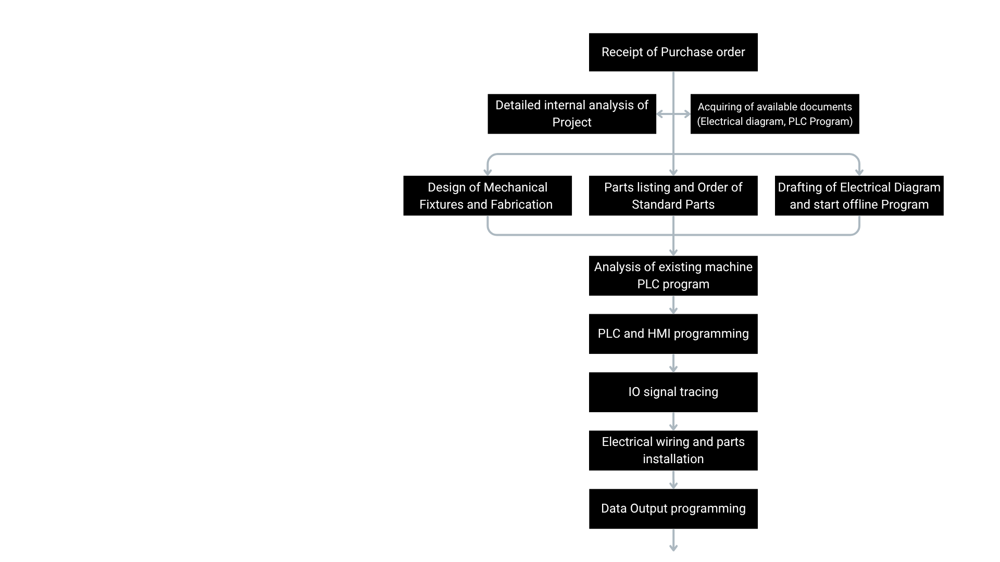 Receipt of Purchase order
Detailed internal analysis of
Project
Acquiring of available documents
(Electrical diagram, PLC Program)
Design of Mechanical
Fixtures and Fabrication
Parts listing and Order of
Standard Parts
Drafting of Electrical Diagram
and start offline Program
Analysis of existing machine
PLC program
PLC and HMI programming
IO signal tracing
Electrical wiring and parts
installation
Data Output programming